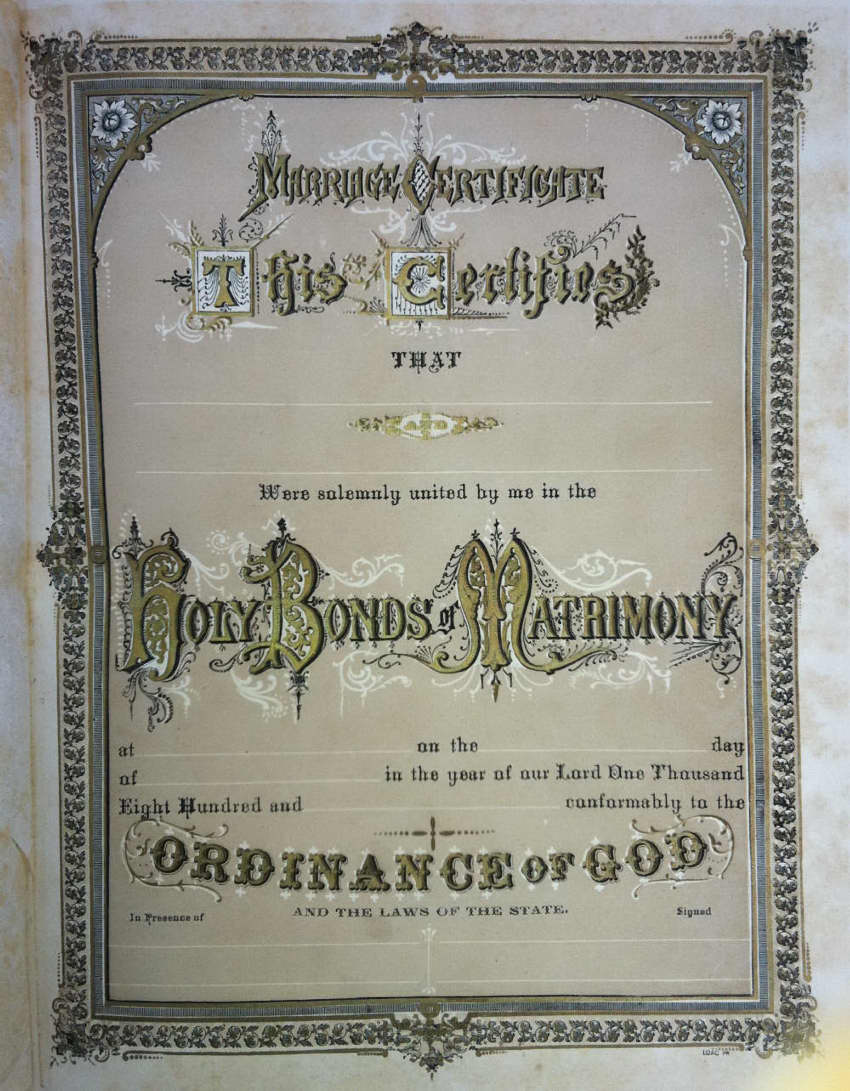 MARRIAGE CERTIFICATE
This Certifies
THAT
Were solemnly united by me in the
HOLY BONDS OF MATRIMONY
at on the day
of in the year of our Lord One Thousand
Eight Hundred and conformably to the
ORDINANCE OF GOD
AND THE LAWS OF THE STATE.
In Presence of Signed